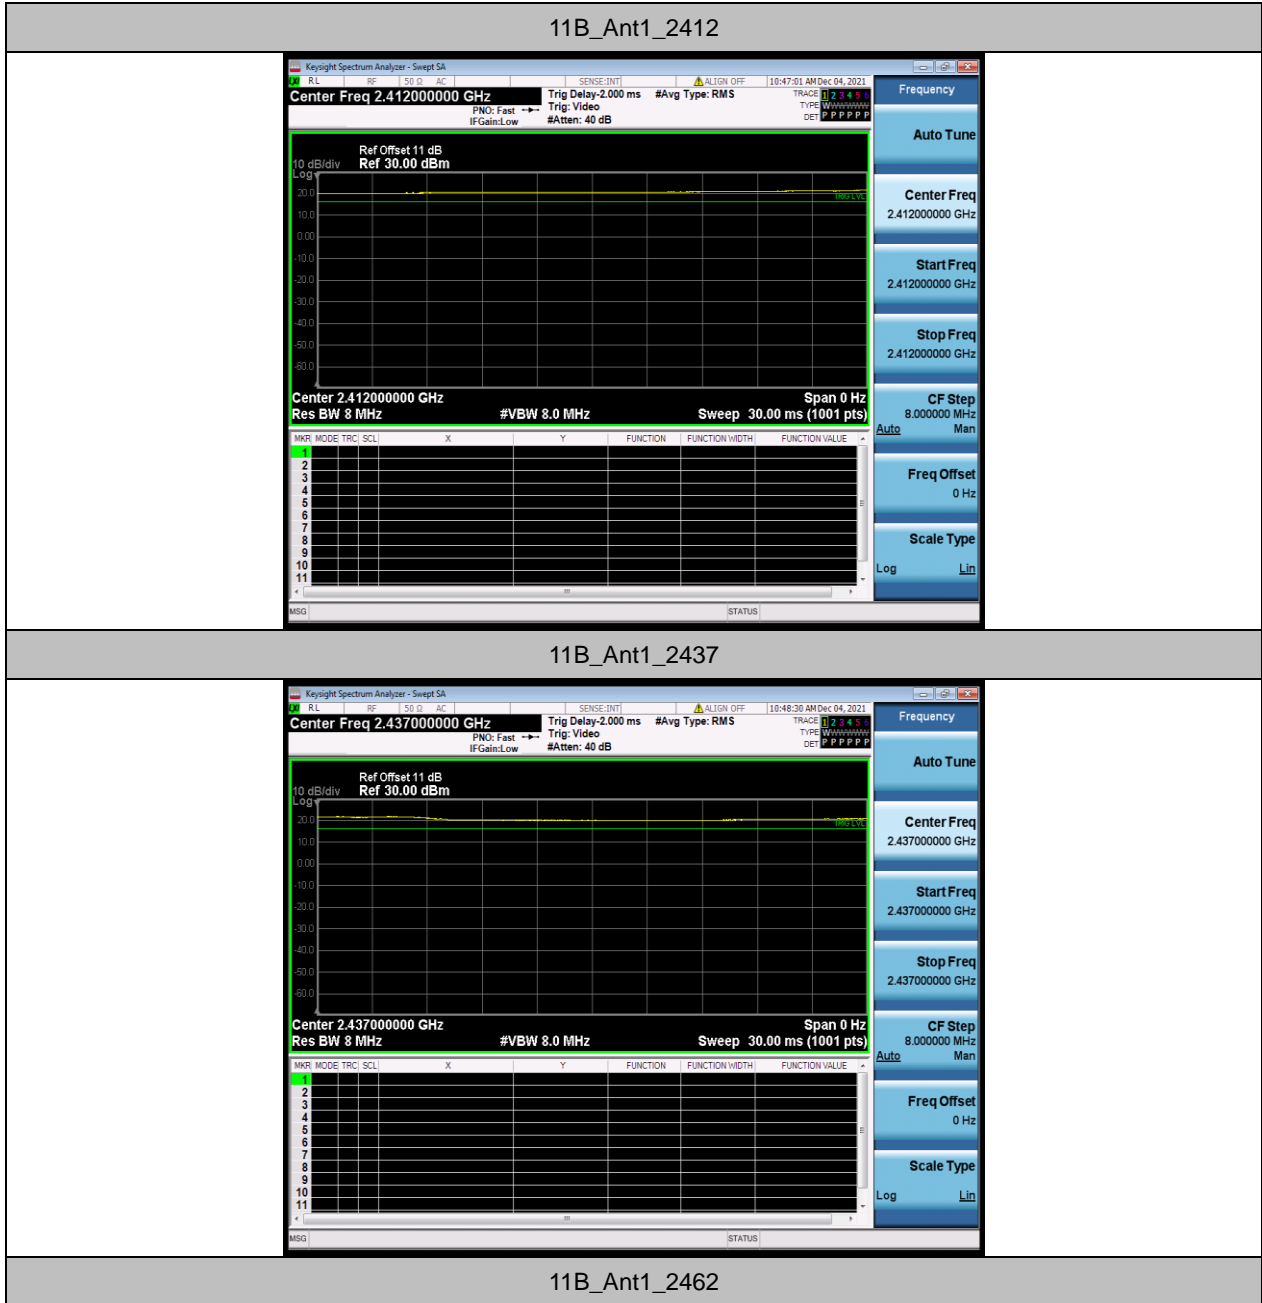 11B_Ant1_2412
Keysight Spectrum Analyzer - Swept SA
LXI RL RF 50 Ω AC SENSE:INT ALIGN OFF 10:47:01 AM Dec 04, 2021
Center Freq 2.412000000 GHz Trig Delay-2.000 ms #Avg Type: RMS TRACE 1 2 3 4 5 6
PNO: Fast Trig: Video TYPE WWWWWW
IFGain:Low #Atten: 40 dB DET P P P P P P
Ref Offset 11 dB
10 dB/div Ref 30.00 dBm
Log
20.0
TRIG LVL
10.0
0.00
-10.0
-20.0
-30.0
-40.0
-50.0
-60.0
Center 2.412000000 GHz Span 0 Hz
Res BW 8 MHz #VBW 8.0 MHz Sweep 30.00 ms (1001 pts)
MKR MODE TRC SCL X Y FUNCTION FUNCTION WIDTH FUNCTION VALUE
1
2
3
4
5
6
7
8
9
10
11
MSG STATUS
Frequency
Auto Tune
Center Freq
2.412000000 GHz
Start Freq
2.412000000 GHz
Stop Freq
2.412000000 GHz
CF Step
8.000000 MHz
Auto Man
Freq Offset
0 Hz
Scale Type
Log Lin
11B_Ant1_2437
Keysight Spectrum Analyzer - Swept SA
LXI RL RF 50 Ω AC SENSE:INT ALIGN OFF 10:48:30 AM Dec 04, 2021
Center Freq 2.437000000 GHz Trig Delay-2.000 ms #Avg Type: RMS TRACE 1 2 3 4 5 6
PNO: Fast Trig: Video TYPE WWWWWW
IFGain:Low #Atten: 40 dB DET P P P P P P
Ref Offset 11 dB
10 dB/div Ref 30.00 dBm
Log
20.0
TRIG LVL
10.0
0.00
-10.0
-20.0
-30.0
-40.0
-50.0
-60.0
Center 2.437000000 GHz Span 0 Hz
Res BW 8 MHz #VBW 8.0 MHz Sweep 30.00 ms (1001 pts)
MKR MODE TRC SCL X Y FUNCTION FUNCTION WIDTH FUNCTION VALUE
1
2
3
4
5
6
7
8
9
10
11
MSG STATUS
Frequency
Auto Tune
Center Freq
2.437000000 GHz
Start Freq
2.437000000 GHz
Stop Freq
2.437000000 GHz
CF Step
8.000000 MHz
Auto Man
Freq Offset
0 Hz
Scale Type
Log Lin
11B_Ant1_2462